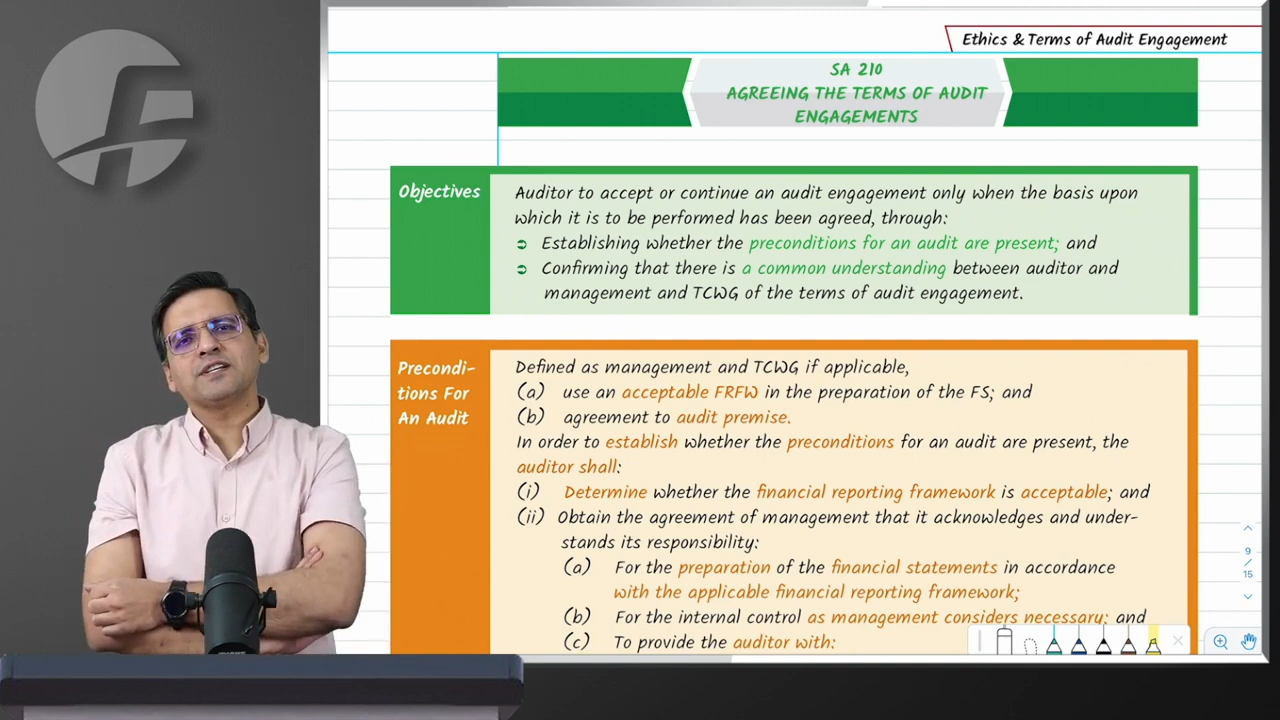 Ethics & Terms of Audit Engagement
SA 210
AGREEING THE TERMS OF AUDIT
ENGAGEMENTS
Objectives
Auditor to accept or continue an audit engagement only when the basis upon
which it is to be performed has been agreed, through:
Establishing whether the preconditions for an audit are present; and
Confirming that there is a common understanding between auditor and
management and TCWG of the terms of audit engagement.
Precondi-
tions For
An Audit
Defined as management and TCWG if applicable,
(a) use an acceptable FRFW in the preparation of the FS; and
(b) agreement to audit premise.
In order to establish whether the preconditions for an audit are present, the
auditor shall:
(i) Determine whether the financial reporting framework is acceptable; and
(ii) Obtain the agreement of management that it acknowledges and under-
stands its responsibility:
(a) For the preparation of the financial statements in accordance
with the applicable financial reporting framework;
(b) For the internal control as management considers necessary; and
(c) To provide the auditor with:
9
/
15